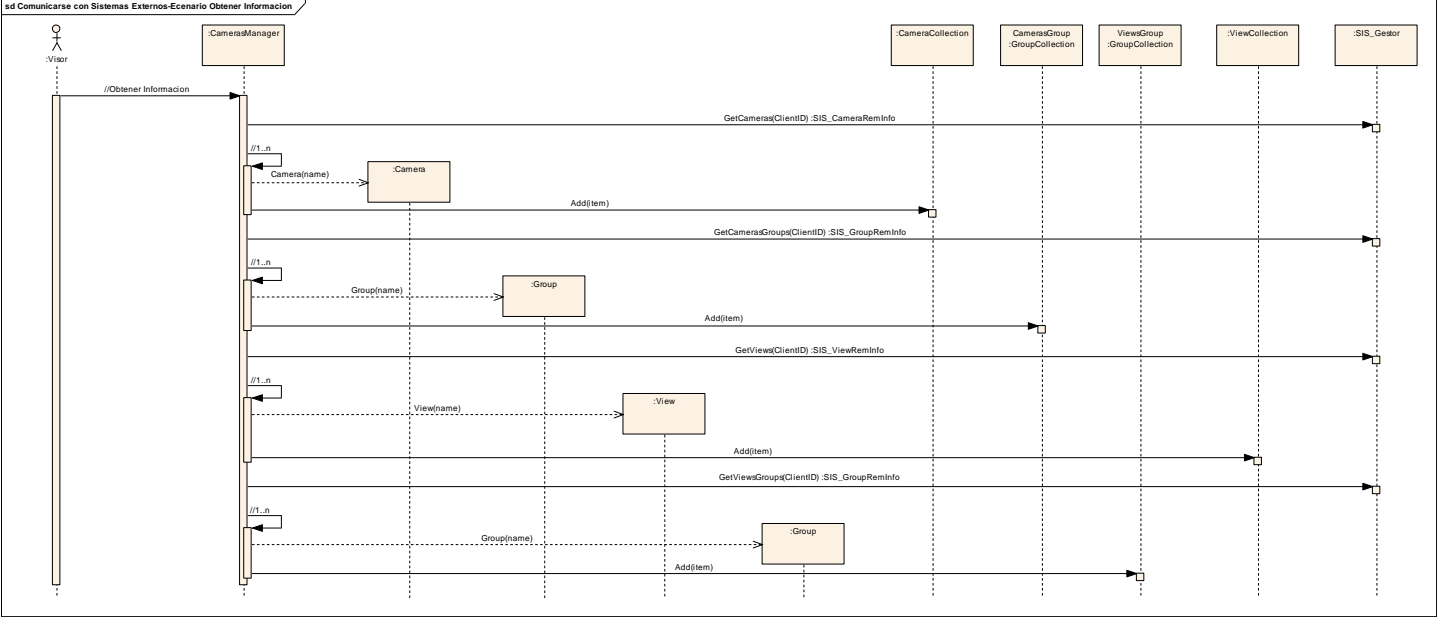 sd Comunicarse con Sistemas Externos-Ecenario Obtener Informacion
:Visor
:CamerasManager
:CameraCollection
CamerasGroup
:GroupCollection
ViewsGroup
:GroupCollection
:ViewCollection
:SIS_Gestor
//Obtener Informacion
GetCameras(ClientID) :SIS_CameraRemInfo
//1..n
Camera(name)
:Camera
Add(item)
GetCamerasGroups(ClientID) :SIS_GroupRemInfo
//1..n
Group(name)
:Group
Add(item)
GetViews(ClientID) :SIS_ViewRemInfo
//1..n
View(name)
:View
Add(item)
GetViewsGroups(ClientID) :SIS_GroupRemInfo
//1..n
Group(name)
:Group
Add(item)